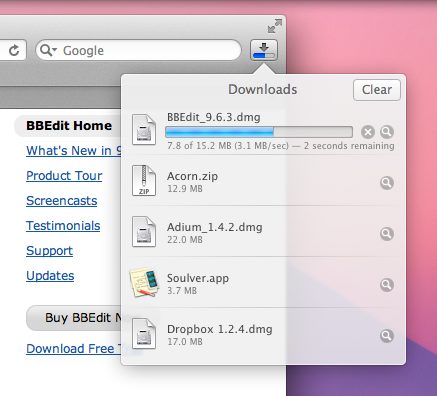 Google
Downloads
Clear
BBEdit Home
BBEdit_9.6.3.dmg
7.8 of 15.2 MB (3.1 MB/sec) — 2 seconds remaining
What's New in 9
Product Tour
Acorn.zip
12.9 MB
ZIP
Screencasts
Testimonials
Adium_1.4.2.dmg
22.0 MB
Support
Updates
Soulver.app
3.7 MB
Buy BBEdit N
Dropbox 1.2.4.dmg
17.0 MB
Download Free T